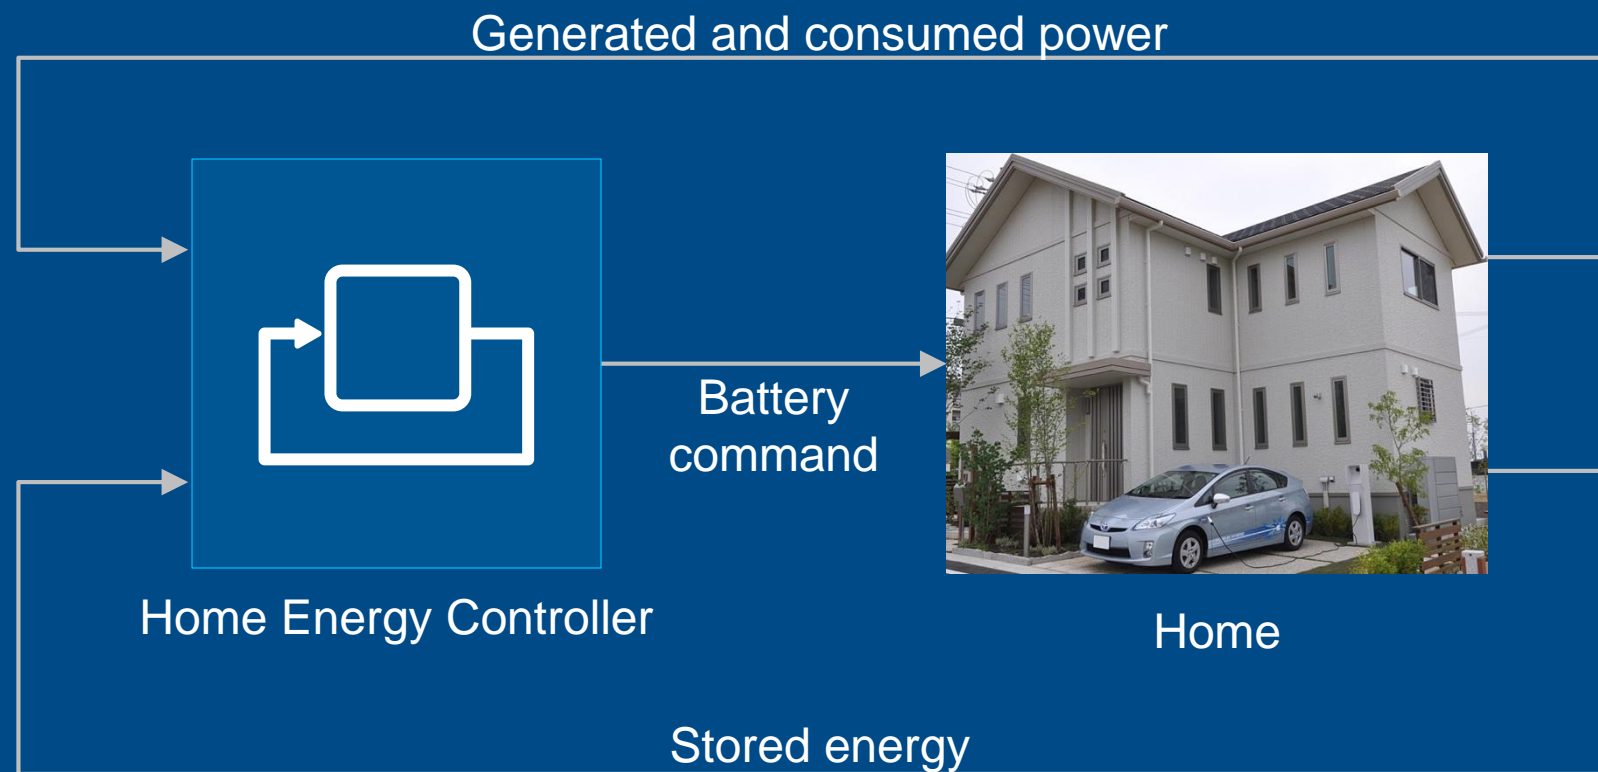 Generated and consumed power
Battery
command
Home Energy Controller
Home
Stored energy